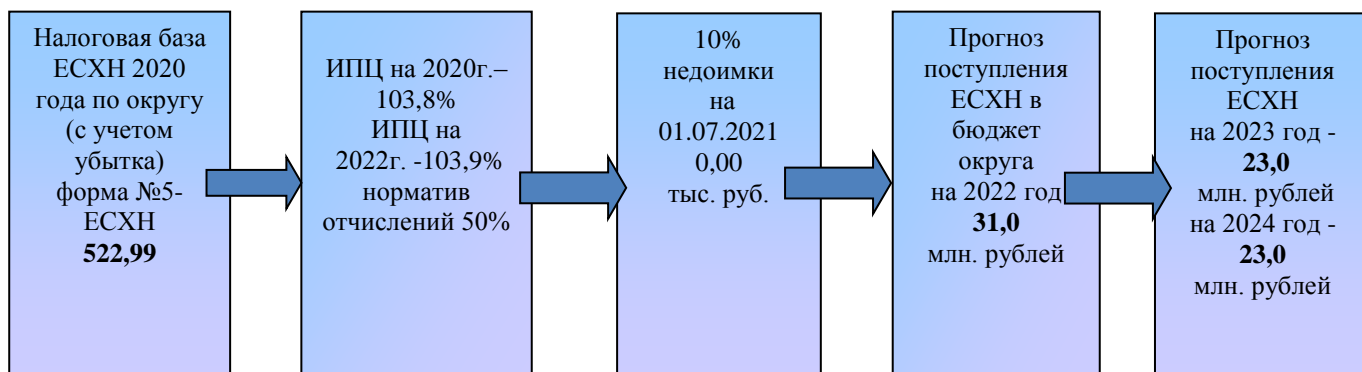 Налоговая база
ЕСХН 2020
года по округу
(с учетом
убытка)
форма №5-
ЕСХН
522,99
ИПЦ на 2020г.–
103,8%
ИПЦ на
2022г. -103,9%
норматив
отчислений 50%
10%
недоимки
на
01.07.2021
0,00
тыс. руб.
Прогноз
поступления
ЕСХН в
бюджет
округа
на 2022 год
31,0
млн. рублей
Прогноз
поступления
ЕСХН
на 2023 год -
23,0
млн. рублей
на 2024 год -
23,0
млн. рублей